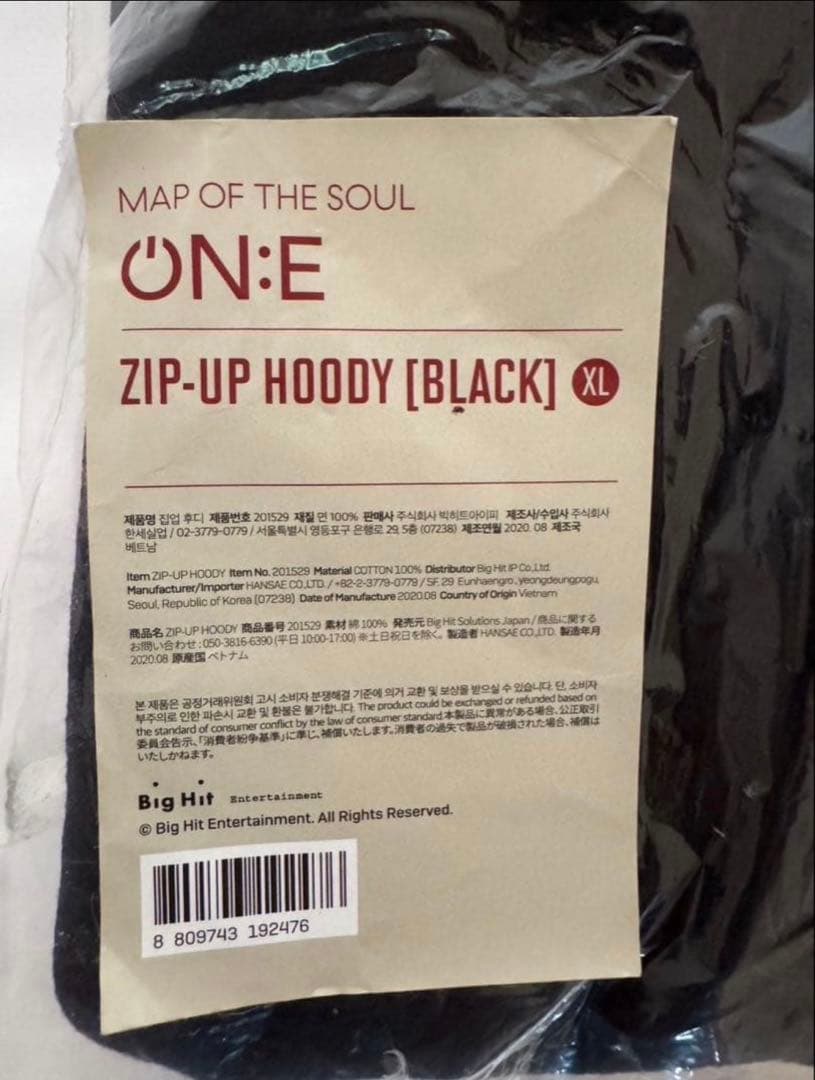 MAP OF THE SOUL
ON:E
ZIP-UP HOODY [BLACK] XL
제품명 집업 후디 제품번호 201529 재질 면 100% 판매사 주식회사 빅히트아이피 제조사/수입사 주식회사
한세실업 / 02-3779-0779 / 서울특별시 영등포구 은행로 29, 5층 (07238) 제조연월 2020. 08 제조국
베트남
Item ZIP-UP HOODY Item No. 201529 Material COTTON 100% Distributor Big Hit IP Co.,Ltd.
Manufacturer/Importer HANSAE CO.,LTD. / +82-2-3779-0779 / 5F, 29 Eunhaengro, yeongdeungpogu,
Seoul, Republic of Korea (07238) Date of Manufacture 2020.08 Country of Origin Vietnam
商品名 ZIP-UP HOODY 商品番号 201529 素材 綿 100% 発売元 Big Hit Solutions Japan / 商品に関する
お問い合わせ : 050-3816-6390 (平日 10:00-17:00) ※土日祝日を除く。 製造者 HANSAE CO.,LTD. 製造年月
2020.08 原産国 ベトナム
본 제품은 공정거래위원회 고시 소비자 분쟁해결 기준에 의거 교환 및 보상을 받으실 수 있습니다. 단, 소비자
부주의로 인한 파손시 교환 및 환불은 불가합니다. The product could be exchanged or refunded based on
the standard of consumer conflict by the law of consumer standard.本製品に異常がある場合、公正取引
委員会告示、「消費者紛争基準」に準じ、補償いたします。消費者の過失で製品が破損された場合、補償は
いたしかねます。
Big Hit Entertainment
© Big Hit Entertainment. All Rights Reserved.
8 809743 192476